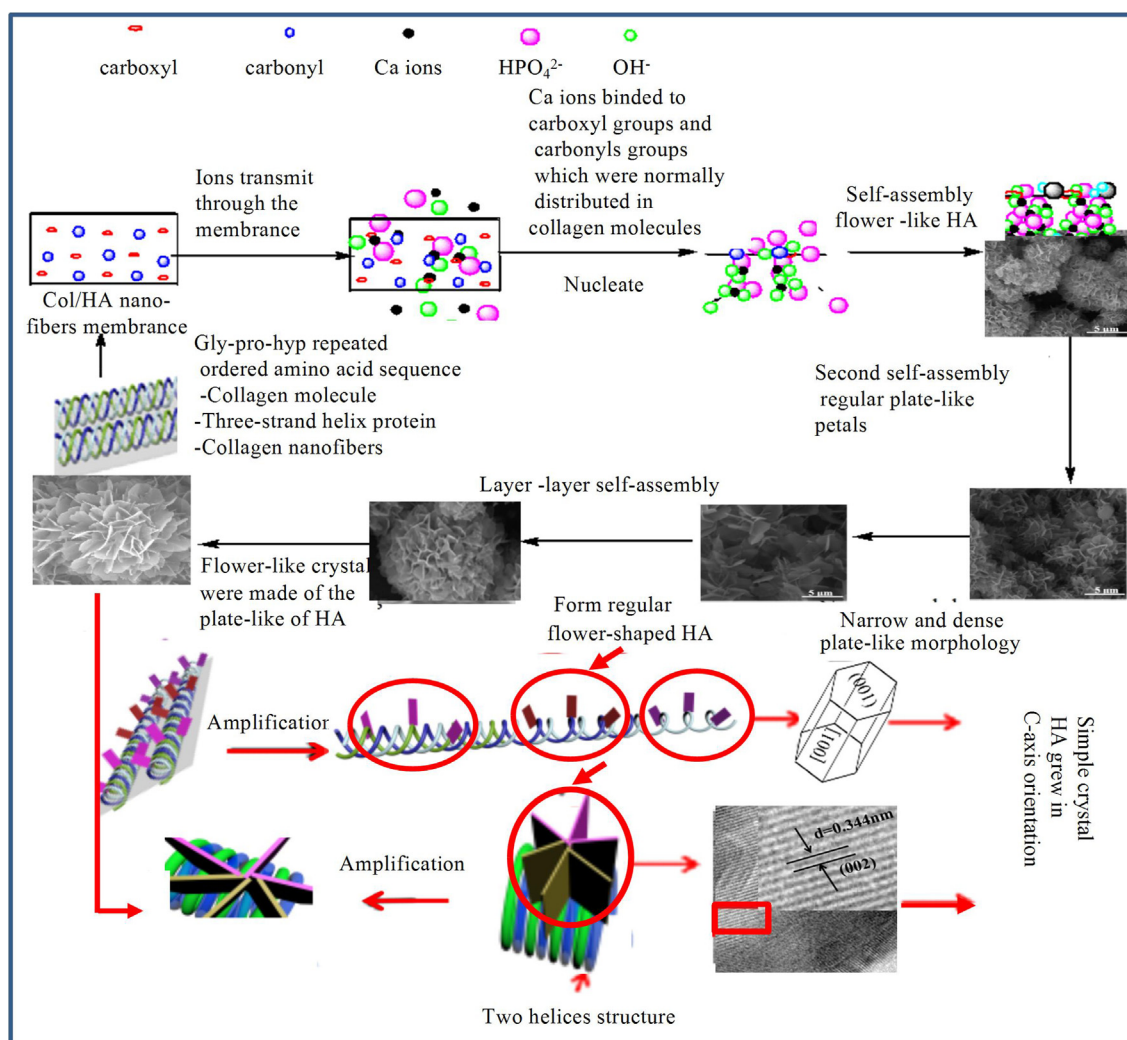 carboxyl
carbonyl
Ca ions
HPO₄²⁻
OH⁻
Ca ions binded to
carboxyl groups and
carbonyls groups
which were normally
distributed in
collagen molecules
Ions transmit
through the
membrance
Nucleate
Self-assembly
flower -like HA
5 um
Col/HA nano-
fibers membrance
Gly-pro-hyp repeated
ordered amino acid sequence
-Collagen molecule
-Three-strand helix protein
-Collagen nanofibers
Second self-assembly
regular plate-like
petals
Layer -layer self-assembly
5 μm
5 μm
Flower-like crystal
were made of the
plate-like of HA
Form regular
flower-shaped HA
Narrow and dense
plate-like morphology
Amplification
(001)
[100]
Simple crystal
HA grew in
C-axis orientation
Amplification
d=0.344nm
(002)
Two helices structure